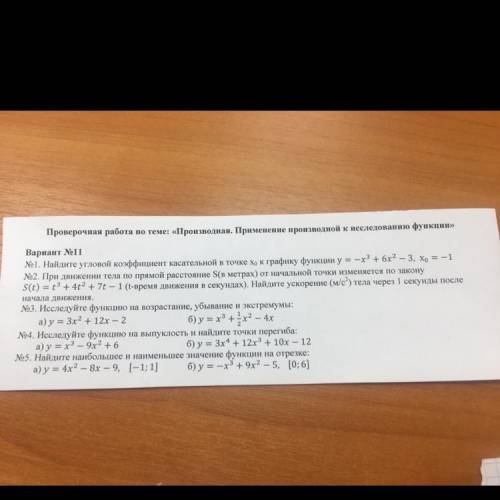 Проверочная работа по теме: «Производная. Применение производной к исследованию функции»
Вариант №11
№1. Найдите угловой коэффициент касательной в точке x₀ к графику функции y = −x³ + 6x² − 3, x₀ = −1
№2. При движении тела по прямой расстояние S(в метрах) от начальной точки изменяется по закону
S(t) = t³ + 4t² + 7t − 1 (t-время движения в секундах). Найдите ускорение (м/с²) тела через 1 секунды после
начала движения.
№3. Исследуйте функцию на возрастание, убывание и экстремумы:
а) y = 3x² + 12x − 2 б) y = x³ + ½x² − 4x
№4. Исследуйте функцию на выпуклость и найдите точки перегиба:
а) y = x³ − 9x² + 6 б) y = 3x⁴ + 12x³ + 10x − 12
№5. Найдите наибольшее и наименьшее значение функции на отрезке:
а) y = 4x² − 8x − 9, [−1; 1] б) y = −x³ + 9x² − 5, [0; 6]